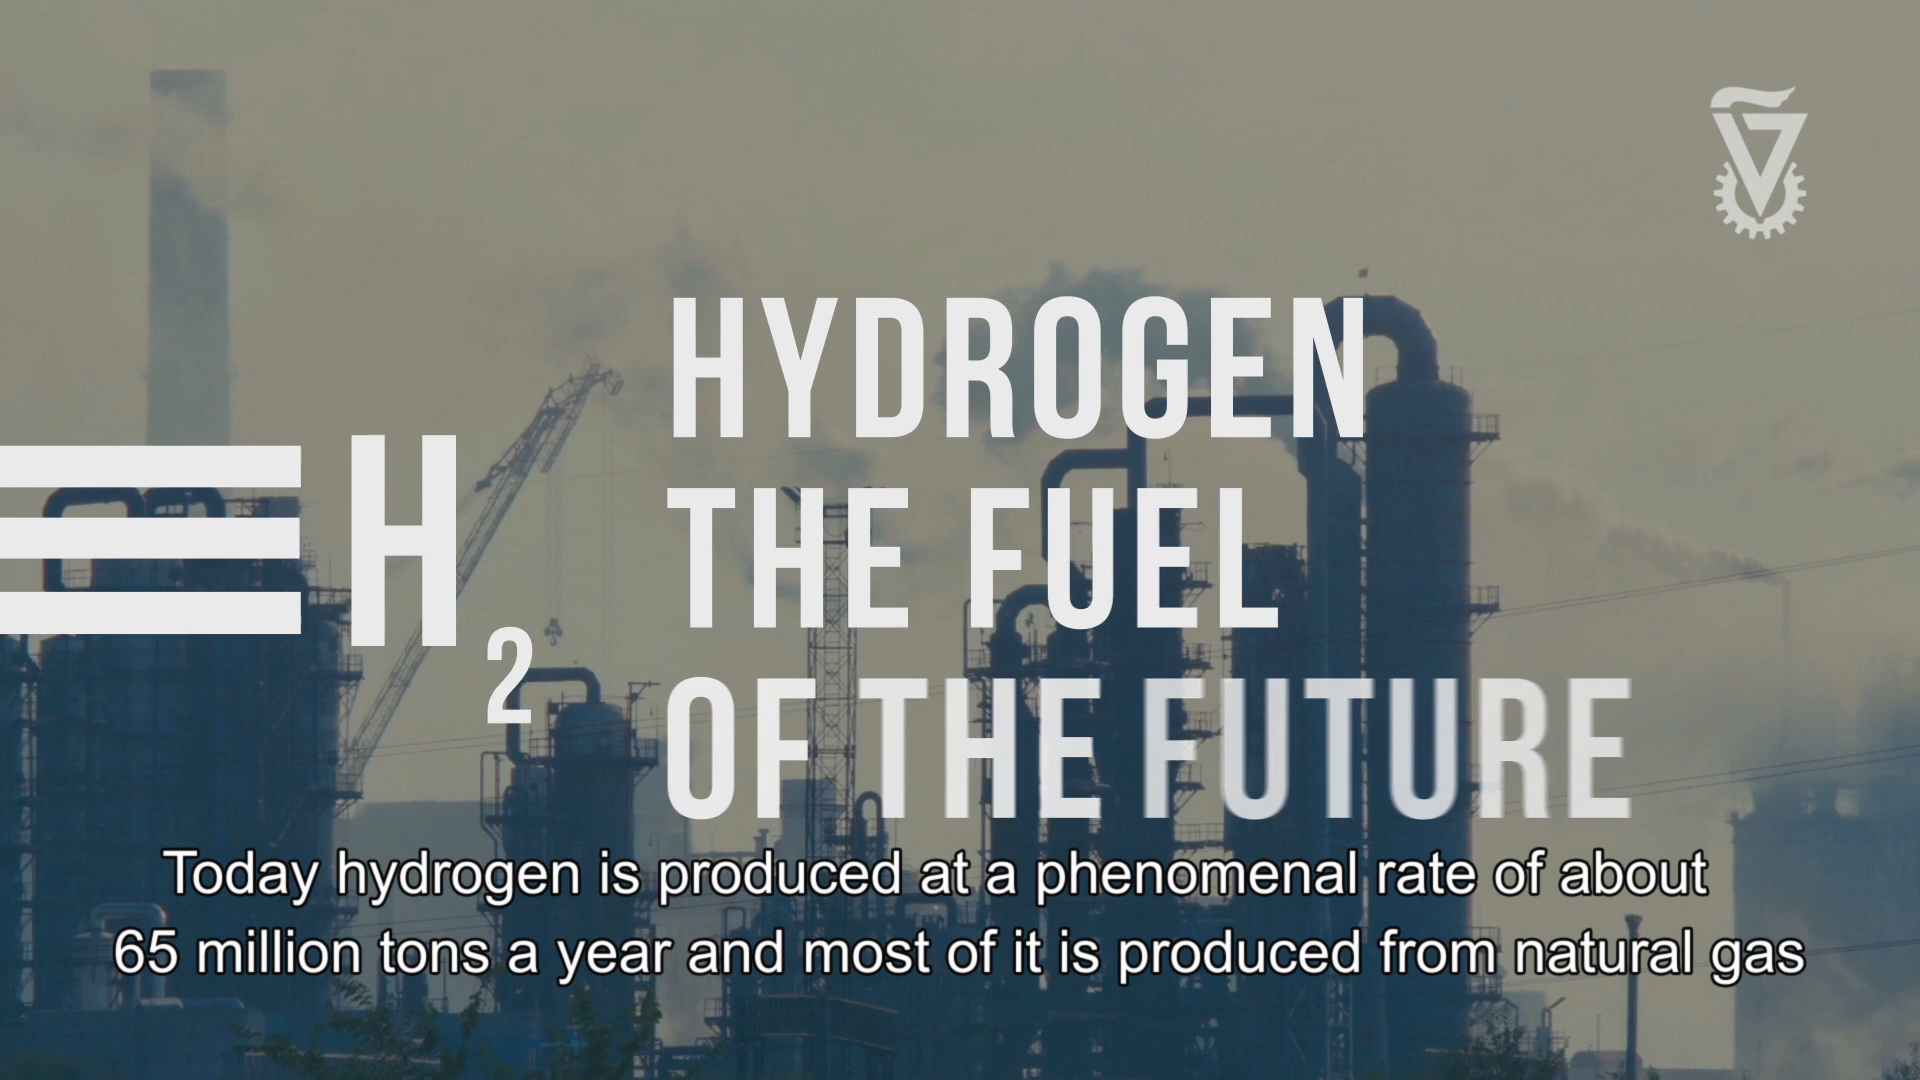 H2
HYDROGEN
THE FUEL
OF THE FUTURE
Today hydrogen is produced at a phenomenal rate of about
65 million tons a year and most of it is produced from natural gas